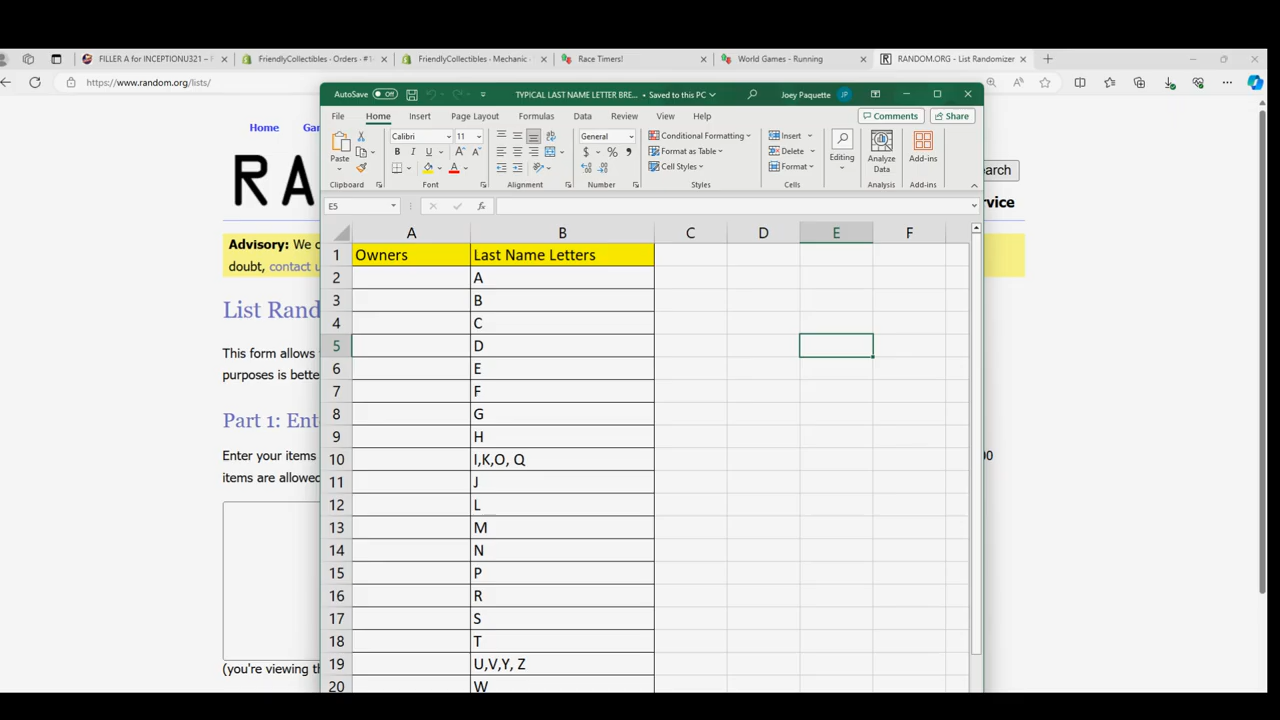 FILLER A for INCEPTIONU321 –
FriendlyCollectibles · Orders · #1
FriendlyCollectibles · Mechanic
Race Timers!
World Games - Running
RANDOM.ORG - List Randomizer
https://www.random.org/lists/
AutoSave Off
TYPICAL LAST NAME LETTER BRE... • Saved to this PC
Joey Paquette
JP
File Home Insert Page Layout Formulas Data Review View Help
Comments Share
Paste
Clipboard
Calibri 11
B I U
Font
Alignment
General
$ % 9
Number
Conditional Formatting
Format as Table
Cell Styles
Styles
Insert
Delete
Format
Cells
Editing
Analyze
Data
Analysis
Add-ins
Add-ins
E5
fx
A B C D E F
1 Owners Last Name Letters
2 A
3 B
4 C
5 D
6 E
7 F
8 G
9 H
10 I,K,O, Q
11 J
12 L
13 M
14 N
15 P
16 R
17 S
18 T
19 U,V,Y, Z
20 W
Home
Gar
RA
earch
rvice
Advisory: We o
doubt, contact u
List Rand
This form allows
purposes is bette
Part 1: Ent
Enter your items
00
items are allowed
(you're viewing th